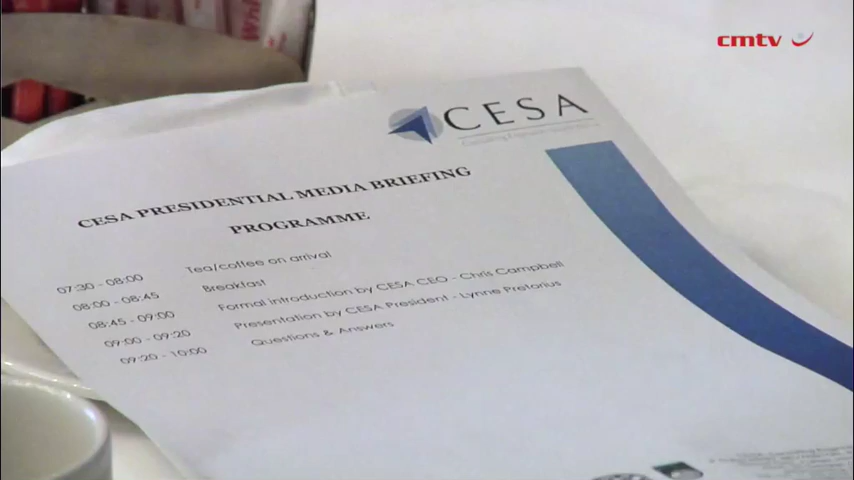 cmtv
CESA
CESA PRESIDENTIAL MEDIA BRIEFING
PROGRAMME
07:30 - 08:00 Tea/coffee on arrival
08:00 - 08:45 Breakfast
08:45 - 09:00 Formal introduction by CESA CEO - Chris Campbell
09:00 - 09:20 Presentation by CESA President - Lynne Pretorius
09:20 - 10:00 Questions & Answers